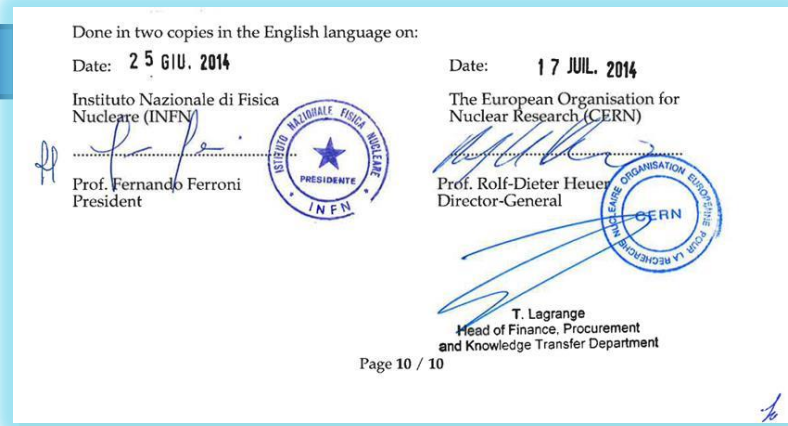 Done in two copies in the English language on:
Date: 25 GIU. 2014
Instituto Nazionale di Fisica
Nucleare (INFN)
Prof. Fernando Ferroni
President
ISTITUTO NAZIONALE FISICA NUCLEARE
PRESIDENTE
INFN
Date: 17 JUIL. 2014
The European Organisation for
Nuclear Research (CERN)
Prof. Rolf-Dieter Heuer
Director-General
ORGANISATION EUROPÉENNE POUR LA RECHERCHE NUCLEAIRE
CERN
T. Lagrange
Head of Finance, Procurement
and Knowledge Transfer Department
Page 10 / 10